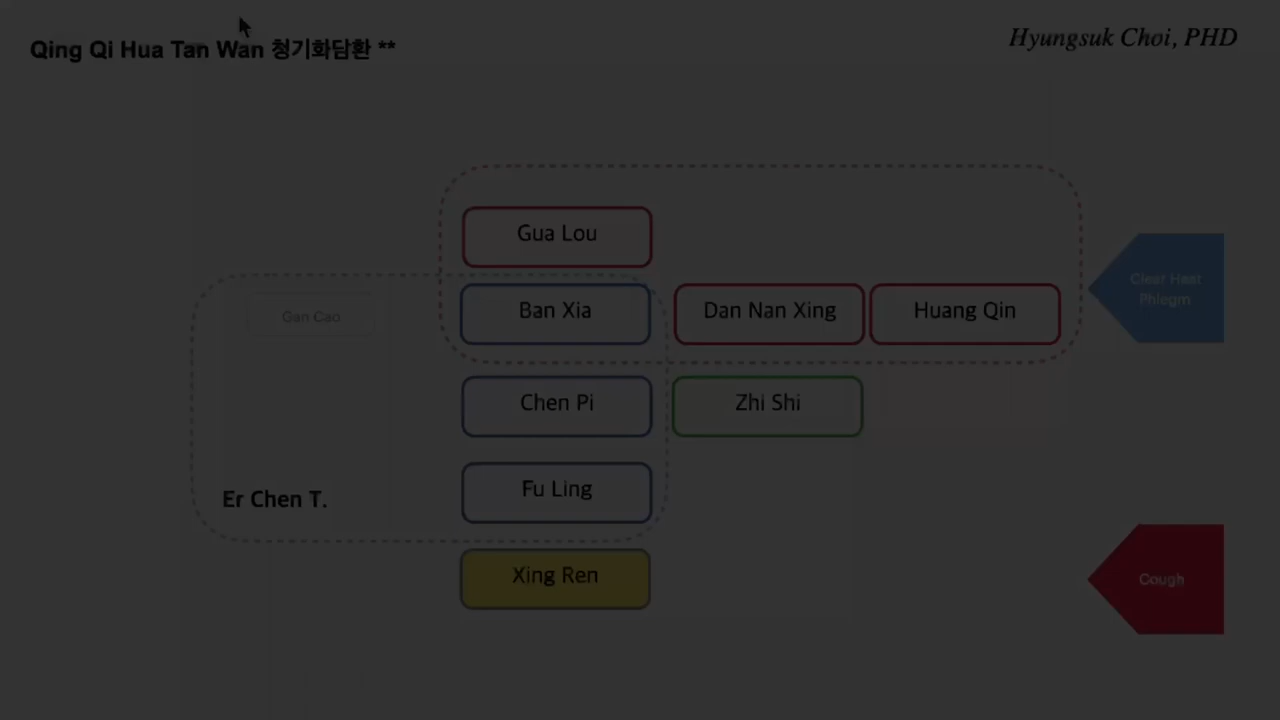 Qing Qi Hua Tan Wan 청기화담환 **
Hyungsuk Choi, PHD
Gua Lou
Gan Cao
Ban Xia
Dan Nan Xing
Huang Qin
Clear Heat
Phlegm
Chen Pi
Zhi Shi
Er Chen T.
Fu Ling
Xing Ren
Cough